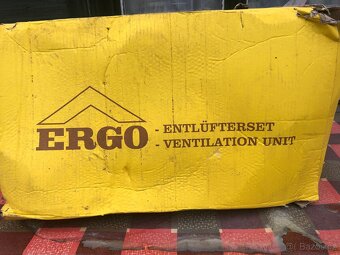 ERGO
- ENTLÜFTERSET
- VENTILATION UNIT